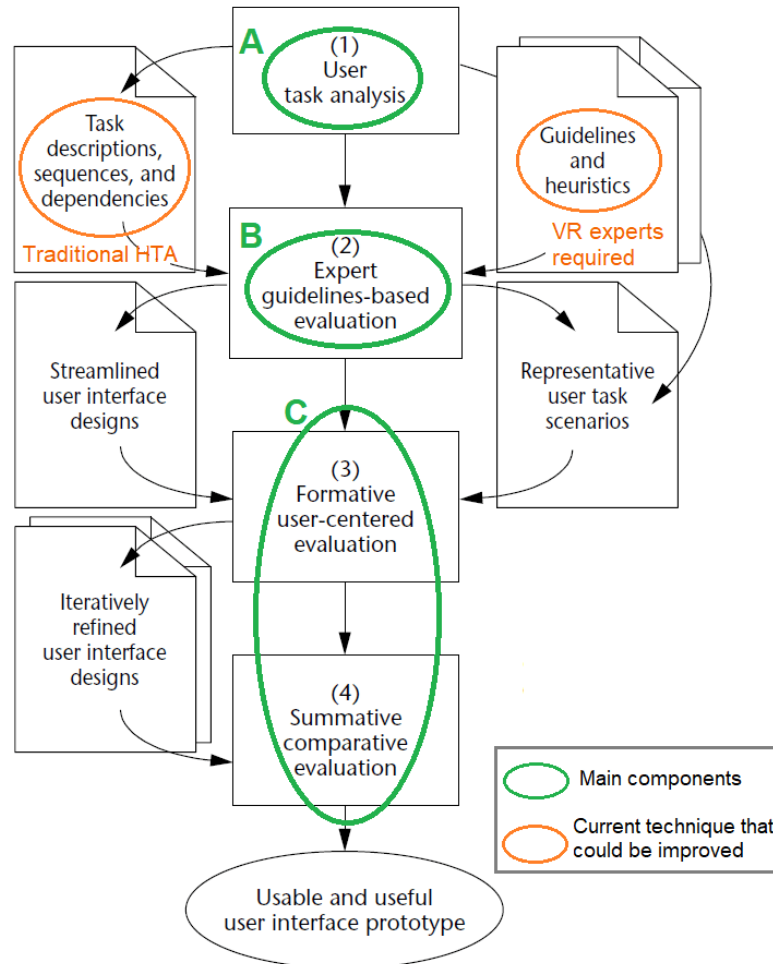 A
(1)
User
task analysis
Task
descriptions,
sequences, and
dependencies
Traditional HTA
Guidelines
and
heuristics
VR experts
required
B
(2)
Expert
guidelines-based
evaluation
Streamlined
user interface
designs
Representative
user task
scenarios
C
(3)
Formative
user-centered
evaluation
Iteratively
refined
user interface
designs
(4)
Summative
comparative
evaluation
Usable and useful
user interface prototype
Main components
Current technique that
could be improved